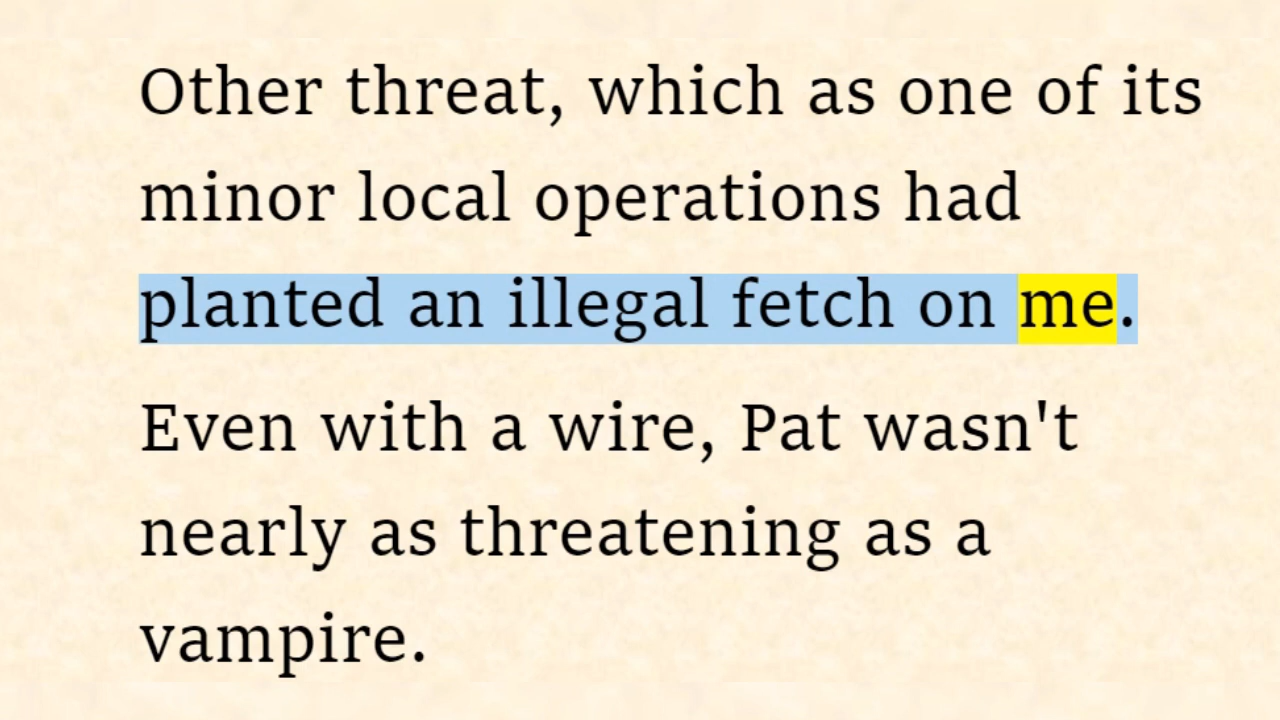 Other threat, which as one of its
minor local operations had
planted an illegal fetch on me.
Even with a wire, Pat wasn't
nearly as threatening as a
vampire.